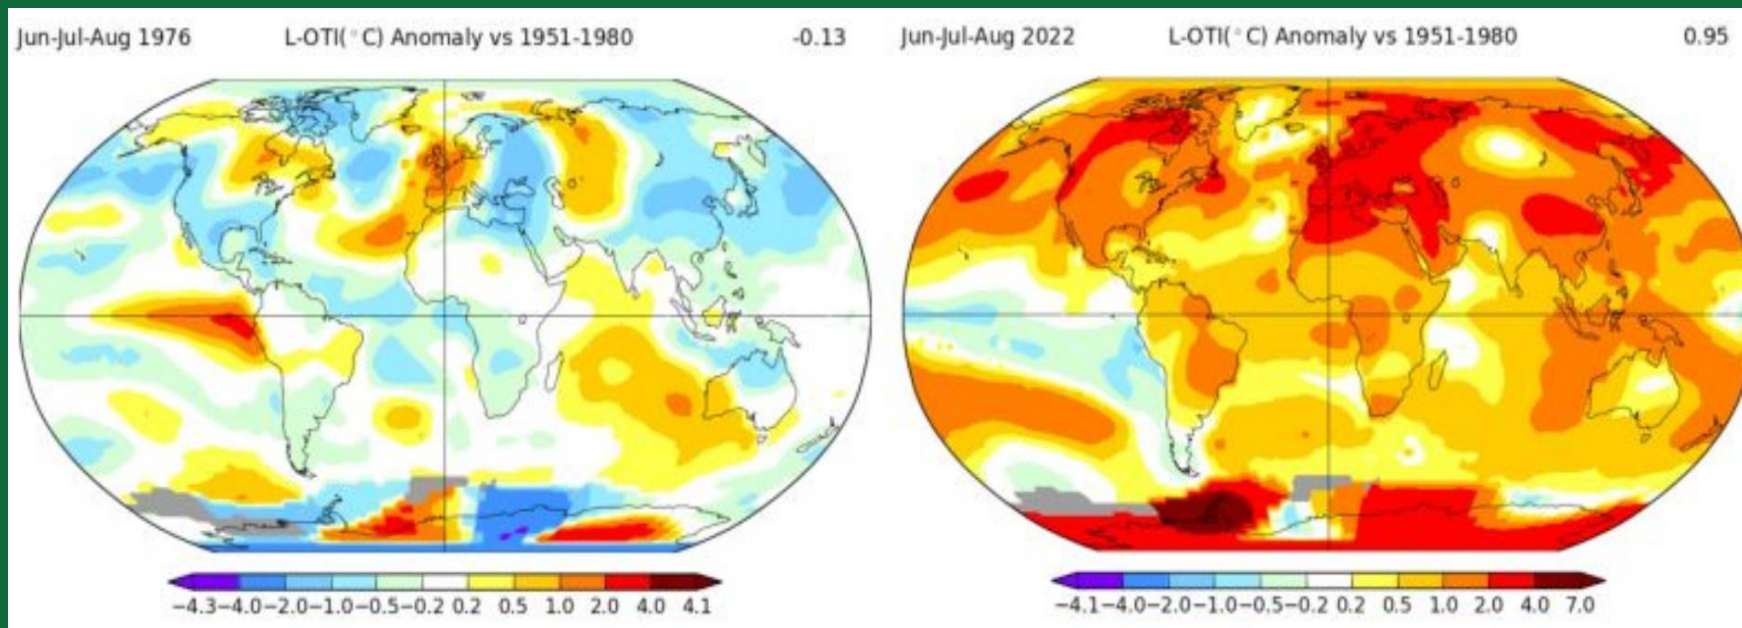 Jun-Jul-Aug 1976 L-OTI(°C) Anomaly vs 1951-1980 -0.13
−4.3−4.0−2.0−1.0−0.5−0.2 0.2 0.5 1.0 2.0 4.0 4.1
Jun-Jul-Aug 2022 L-OTI(°C) Anomaly vs 1951-1980 0.95
−4.1−4.0−2.0−1.0−0.5−0.2 0.2 0.5 1.0 2.0 4.0 7.0